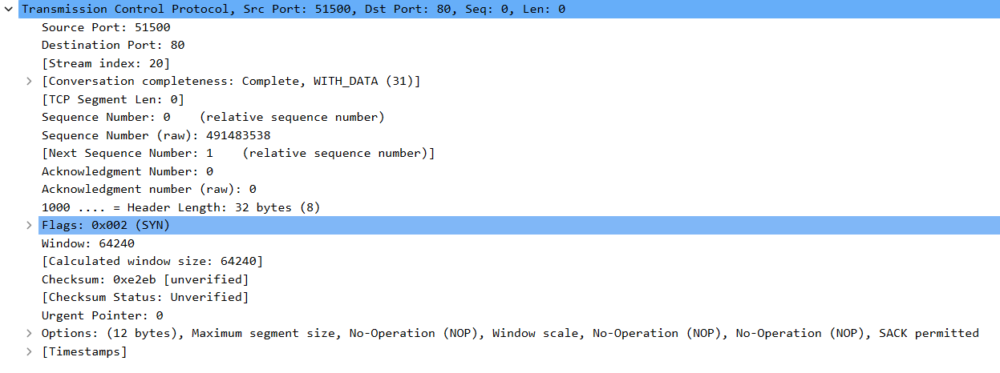 Transmission Control Protocol, Src Port: 51500, Dst Port: 80, Seq: 0, Len: 0
Source Port: 51500
Destination Port: 80
[Stream index: 20]
[Conversation completeness: Complete, WITH_DATA (31)]
[TCP Segment Len: 0]
Sequence Number: 0    (relative sequence number)
Sequence Number (raw): 491483538
[Next Sequence Number: 1    (relative sequence number)]
Acknowledgment Number: 0
Acknowledgment number (raw): 0
1000 .... = Header Length: 32 bytes (8)
Flags: 0x002 (SYN)
Window: 64240
[Calculated window size: 64240]
Checksum: 0xe2eb [unverified]
[Checksum Status: Unverified]
Urgent Pointer: 0
Options: (12 bytes), Maximum segment size, No-Operation (NOP), Window scale, No-Operation (NOP), No-Operation (NOP), SACK permitted
[Timestamps]